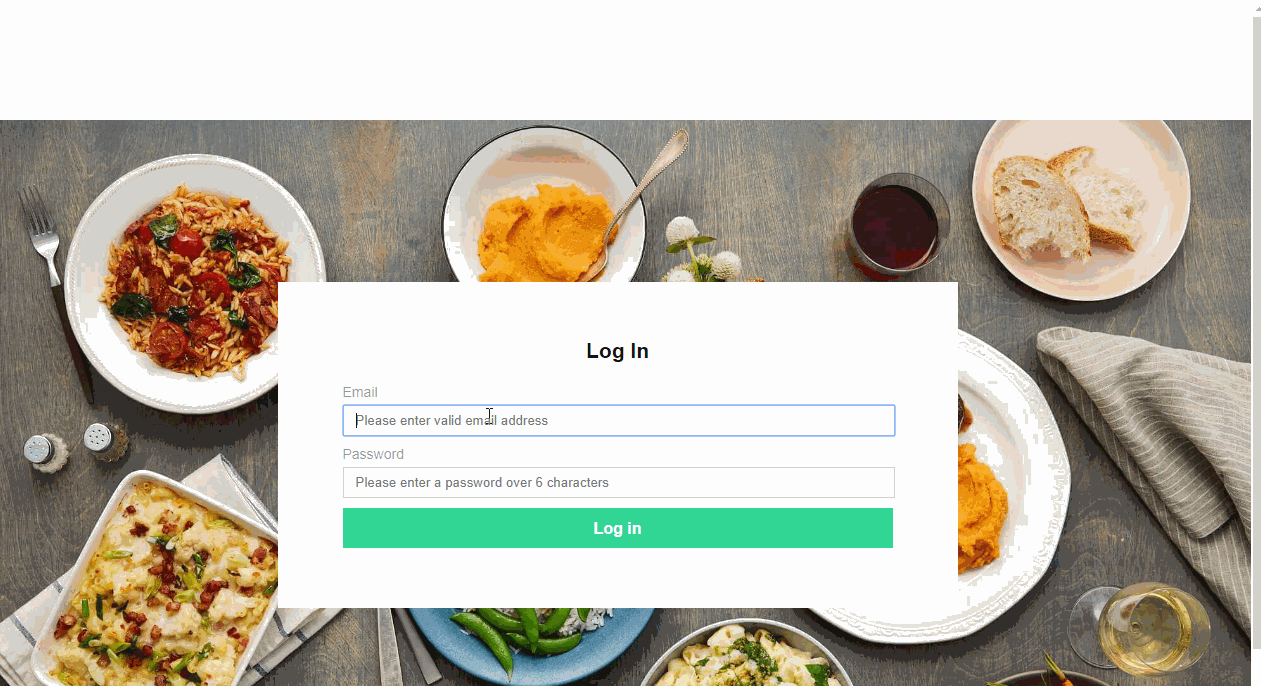 Log In
Email
Please enter valid email address
Password
Please enter a password over 6 characters
Log in